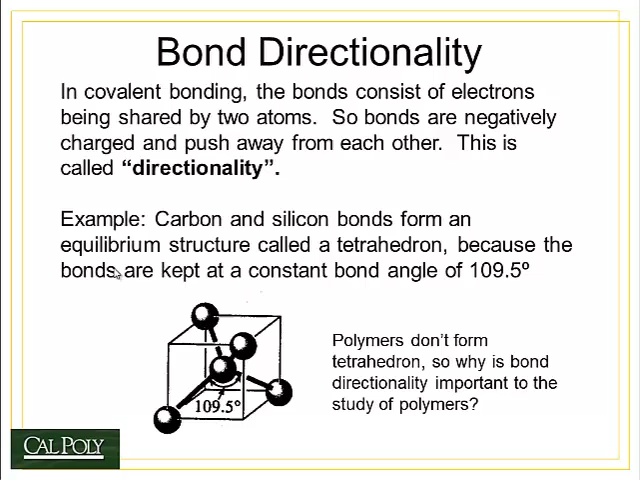 Bond Directionality
In covalent bonding, the bonds consist of electrons
being shared by two atoms.  So bonds are negatively
charged and push away from each other.  This is
called “directionality”.
Example: Carbon and silicon bonds form an
equilibrium structure called a tetrahedron, because the
bonds are kept at a constant bond angle of 109.5º
109.5°
Polymers don’t form
tetrahedron, so why is bond
directionality important to the
study of polymers?
CAL POLY